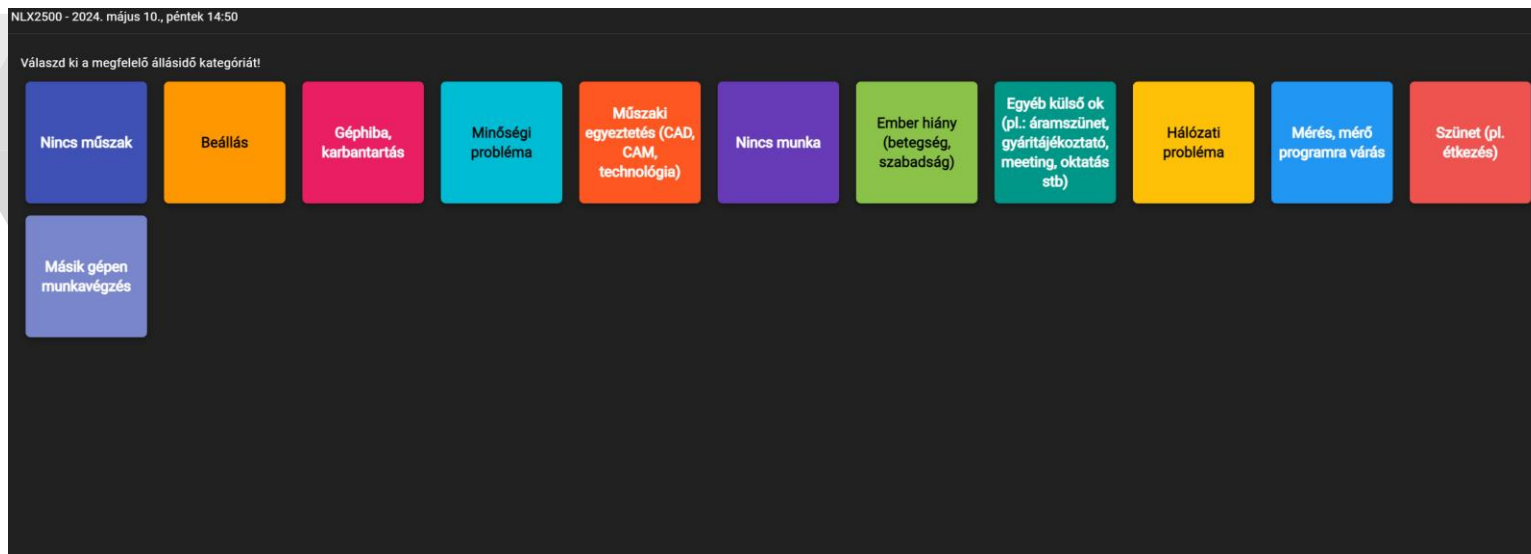 NLX2500 - 2024. május 10., péntek 14:50
Válaszd ki a megfelelő állásidő kategóriát!
Nincs műszak
Beállás
Géphiba,
karbantartás
Minőségi
probléma
Műszaki
egyeztetés (CAD,
CAM,
technológia)
Nincs munka
Ember hiány
(betegség,
szabadság)
Egyéb külső ok
(pl.: áramszünet,
gyáritájékoztató,
meeting, oktatás
stb)
Hálózati
probléma
Mérés, mérő
programra várás
Szünet (pl.
étkezés)
Másik gépen
munkavégzés